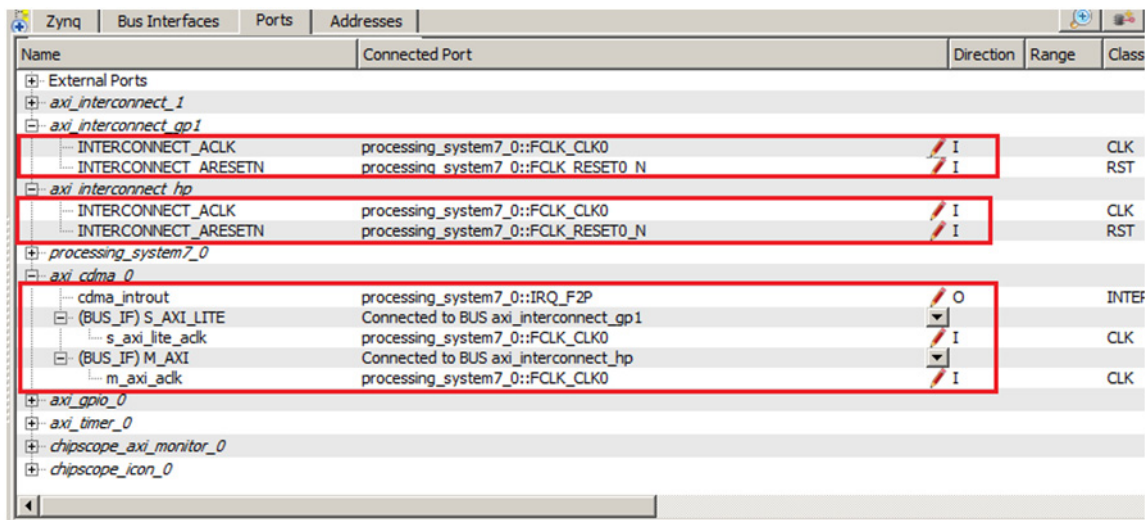 Zynq Bus Interfaces Ports Addresses
Name Connected Port Direction Range Class
External Ports
axi_interconnect_1
axi_interconnect_gp1
INTERCONNECT_ACLK processing_system7_0::FCLK_CLK0 I CLK
INTERCONNECT_ARESETN processing_system7_0::FCLK_RESET0_N I RST
axi_interconnect_hp
INTERCONNECT_ACLK processing_system7_0::FCLK_CLK0 I CLK
INTERCONNECT_ARESETN processing_system7_0::FCLK_RESET0_N I RST
processing_system7_0
axi_cdma_0
cdma_introut processing_system7_0::IRQ_F2P O INTER
(BUS_IF) S_AXI_LITE Connected to BUS axi_interconnect_gp1
s_axi_lite_aclk processing_system7_0::FCLK_CLK0 I CLK
(BUS_IF) M_AXI Connected to BUS axi_interconnect_hp
m_axi_aclk processing_system7_0::FCLK_CLK0 I CLK
axi_gpio_0
axi_timer_0
chipscope_axi_monitor_0
chipscope_icon_0